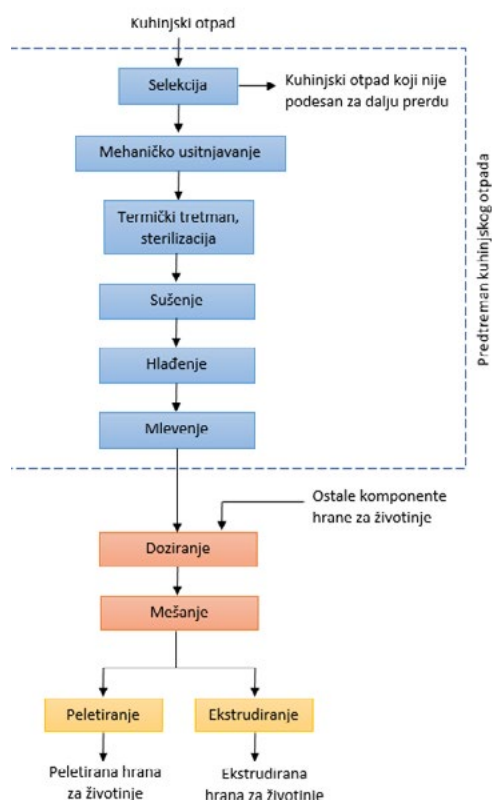 Kuhinjski otpad
Selekcija
Kuhinjski otpad koji nije
podesan za dalju prerdu
Mehaničko usitnjavanje
Termički tretman,
sterilizacija
Sušenje
Hlađenje
Mlevenje
Predtreman kuhinjskog otpada
Ostale komponente
hrane za životinje
Doziranje
Mešanje
Peletiranje
Ekstrudiranje
Peletirana hrana
za životinje
Ekstrudirana
hrana za životinje